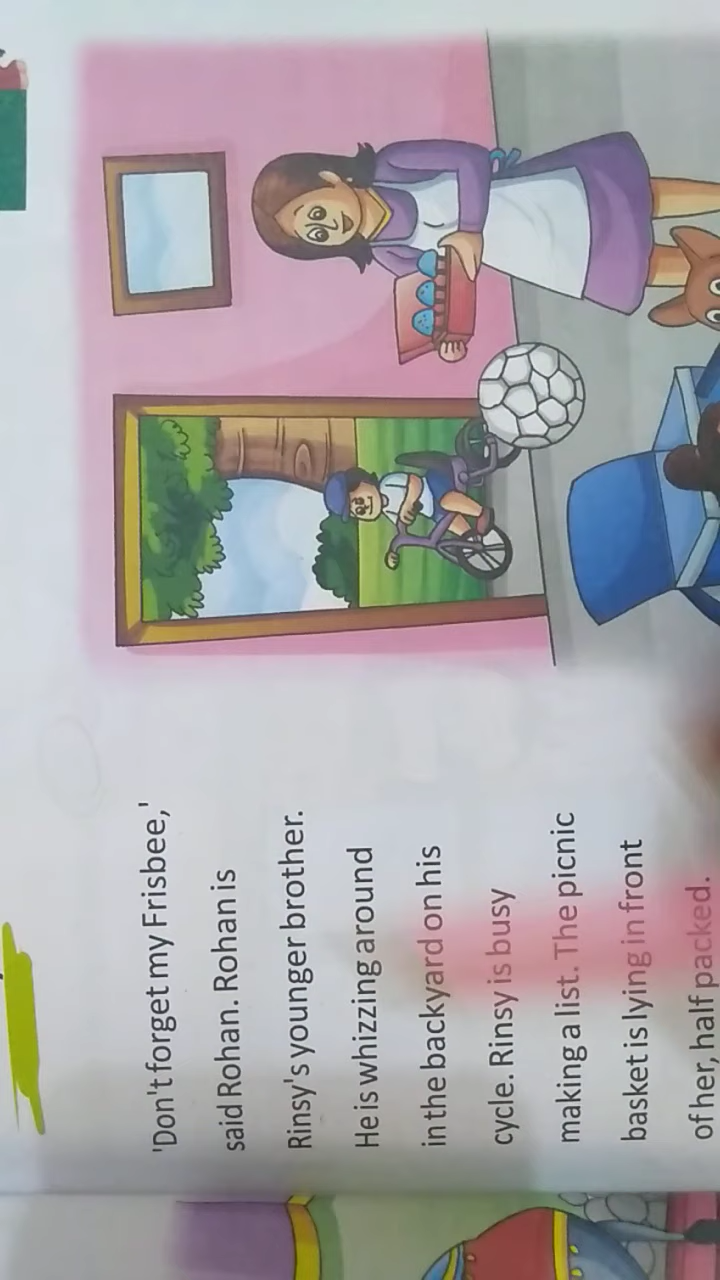 'Don't forget my Frisbee,'
said Rohan. Rohan is
Rinsy's younger brother.
He is whizzing around
in the backyard on his
cycle. Rinsy is busy
making a list. The picnic
basket is lying in front
of her, half packed.